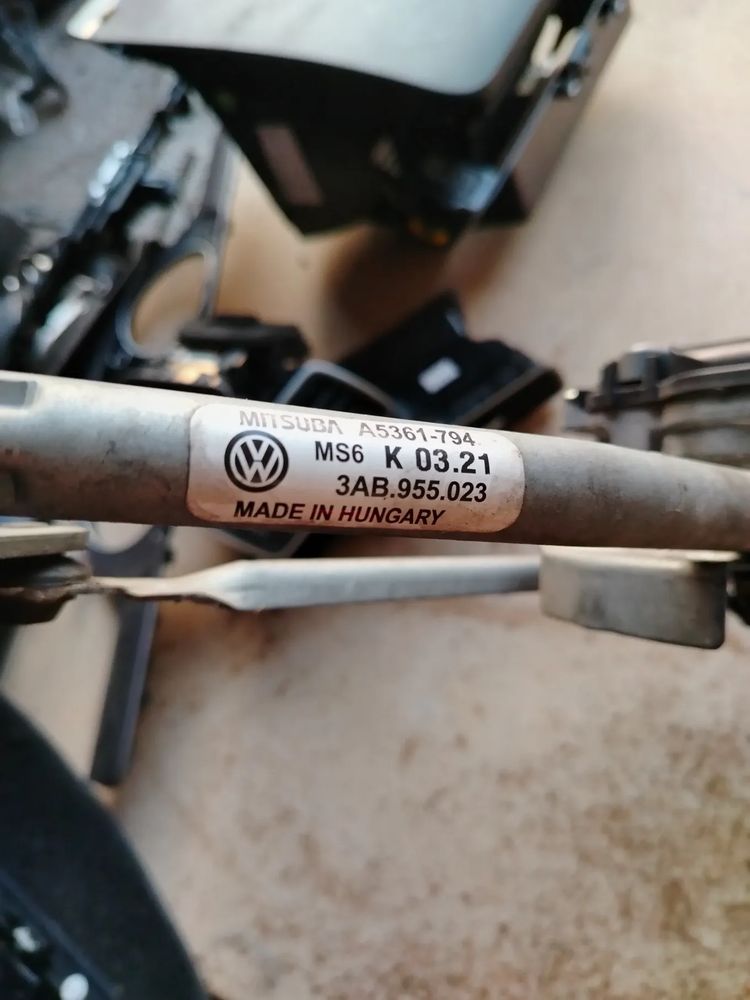 MITSUBA A5361-794
MS6 K 03.21
3AB.955.023
MADE IN HUNGARY